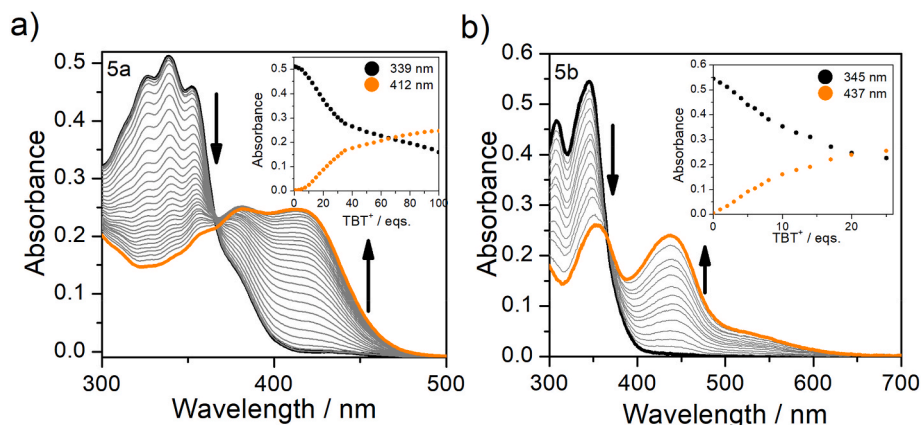 a)
5a
Absorbance
0.5
0.4
0.3
0.2
0.1
0.0
300 400 500
Wavelength / nm
339 nm
412 nm
Absorbance
0.5
0.4
0.3
0.2
0.1
0.0
0 20 40 60 80 100
TBT⁺ / eqs.
b)
5b
Absorbance
0.6
0.5
0.4
0.3
0.2
0.1
0.0
300 400 500 600 700
Wavelength / nm
345 nm
437 nm
Absorbance
0.6
0.5
0.4
0.3
0.2
0.1
0.0
0 10 20
TBT⁺ / eqs.